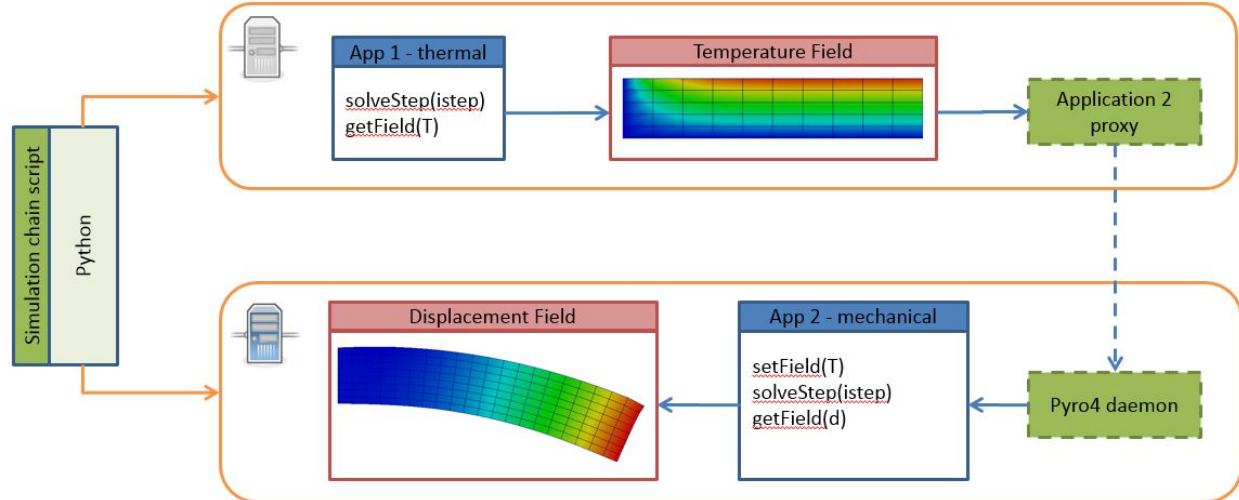 Simulation chain script
Python
App 1 - thermal
solveStep(istep)
getField(T)
Temperature Field
Application 2
proxy
Displacement Field
App 2 - mechanical
setField(T)
solveStep(istep)
getField(d)
Pyro4 daemon